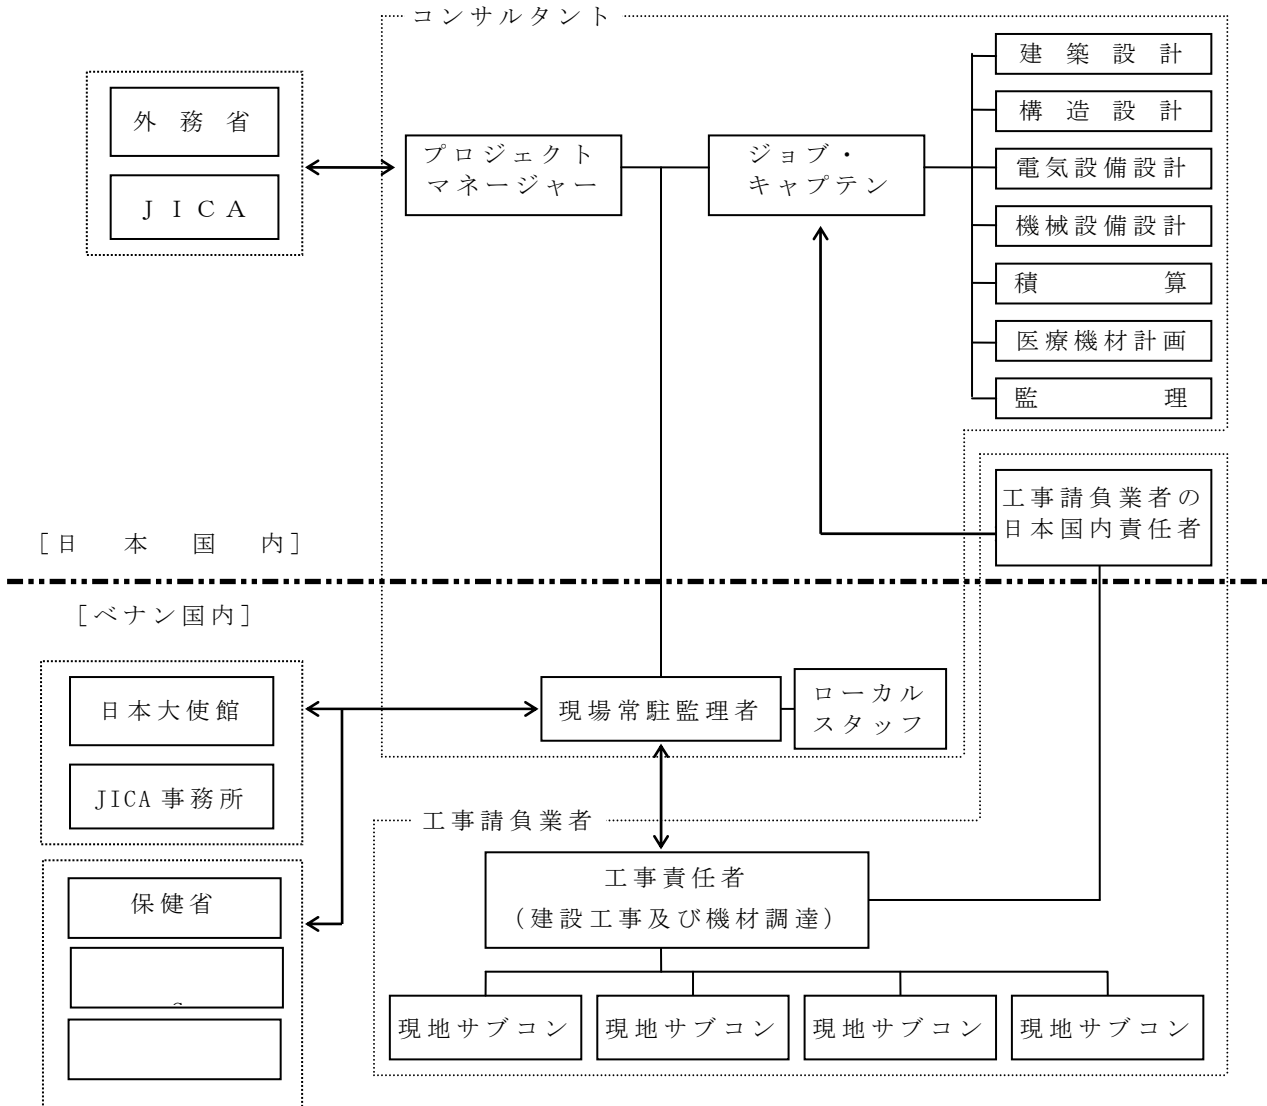 コンサルタント
建築設計
構造設計
電気設備設計
機械設備設計
積算
医療機材計画
監理
外務省
JICA
プロジェクト
マネージャー
ジョブ・
キャプテン
工事請負業者の
日本国内責任者
[日本国内]
[ベナン国内]
日本大使館
JICA 事務所
現場常駐監理者
ローカル
スタッフ
工事請負業者
工事責任者
(建設工事及び機材調達)
保健省
現地サブコン
現地サブコン
現地サブコン
現地サブコン